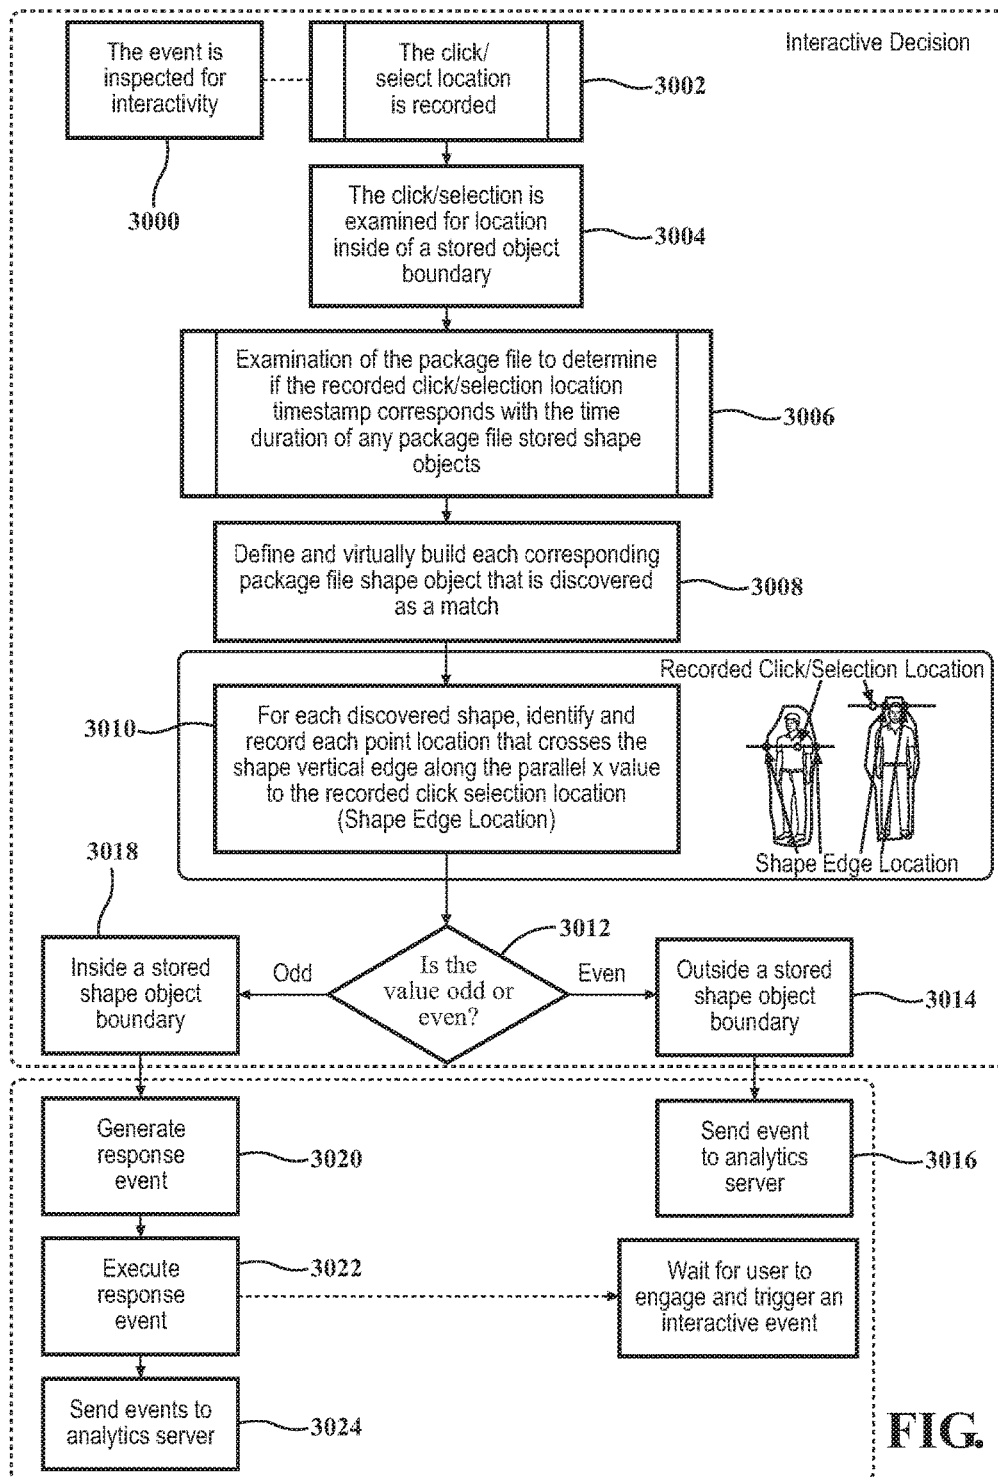 Interactive Decision
The event is
inspected for
interactivity
3000
The click/
select location
is recorded
3002
The click/selection is
examined for location
inside of a stored object
boundary
3004
Examination of the package file to determine
if the recorded click/selection location
timestamp corresponds with the time
duration of any package file stored shape
objects
3006
Define and virtually build each corresponding
package file shape object that is discovered
as a match
3008
Recorded Click/Selection Location
3010
For each discovered shape, identify and
record each point location that crosses the
shape vertical edge along the parallel x value
to the recorded click selection location
(Shape Edge Location)
Shape Edge Location
3018
3012
Inside a stored
shape object
boundary
Odd
Is the
value odd or
even?
Even
Outside a stored
shape object
boundary
3014
Generate
response
event
3020
Send event
to analytics
server
3016
Execute
response
event
3022
Wait for user to
engage and trigger an
interactive event
Send events to
analytics server
3024
FIG.